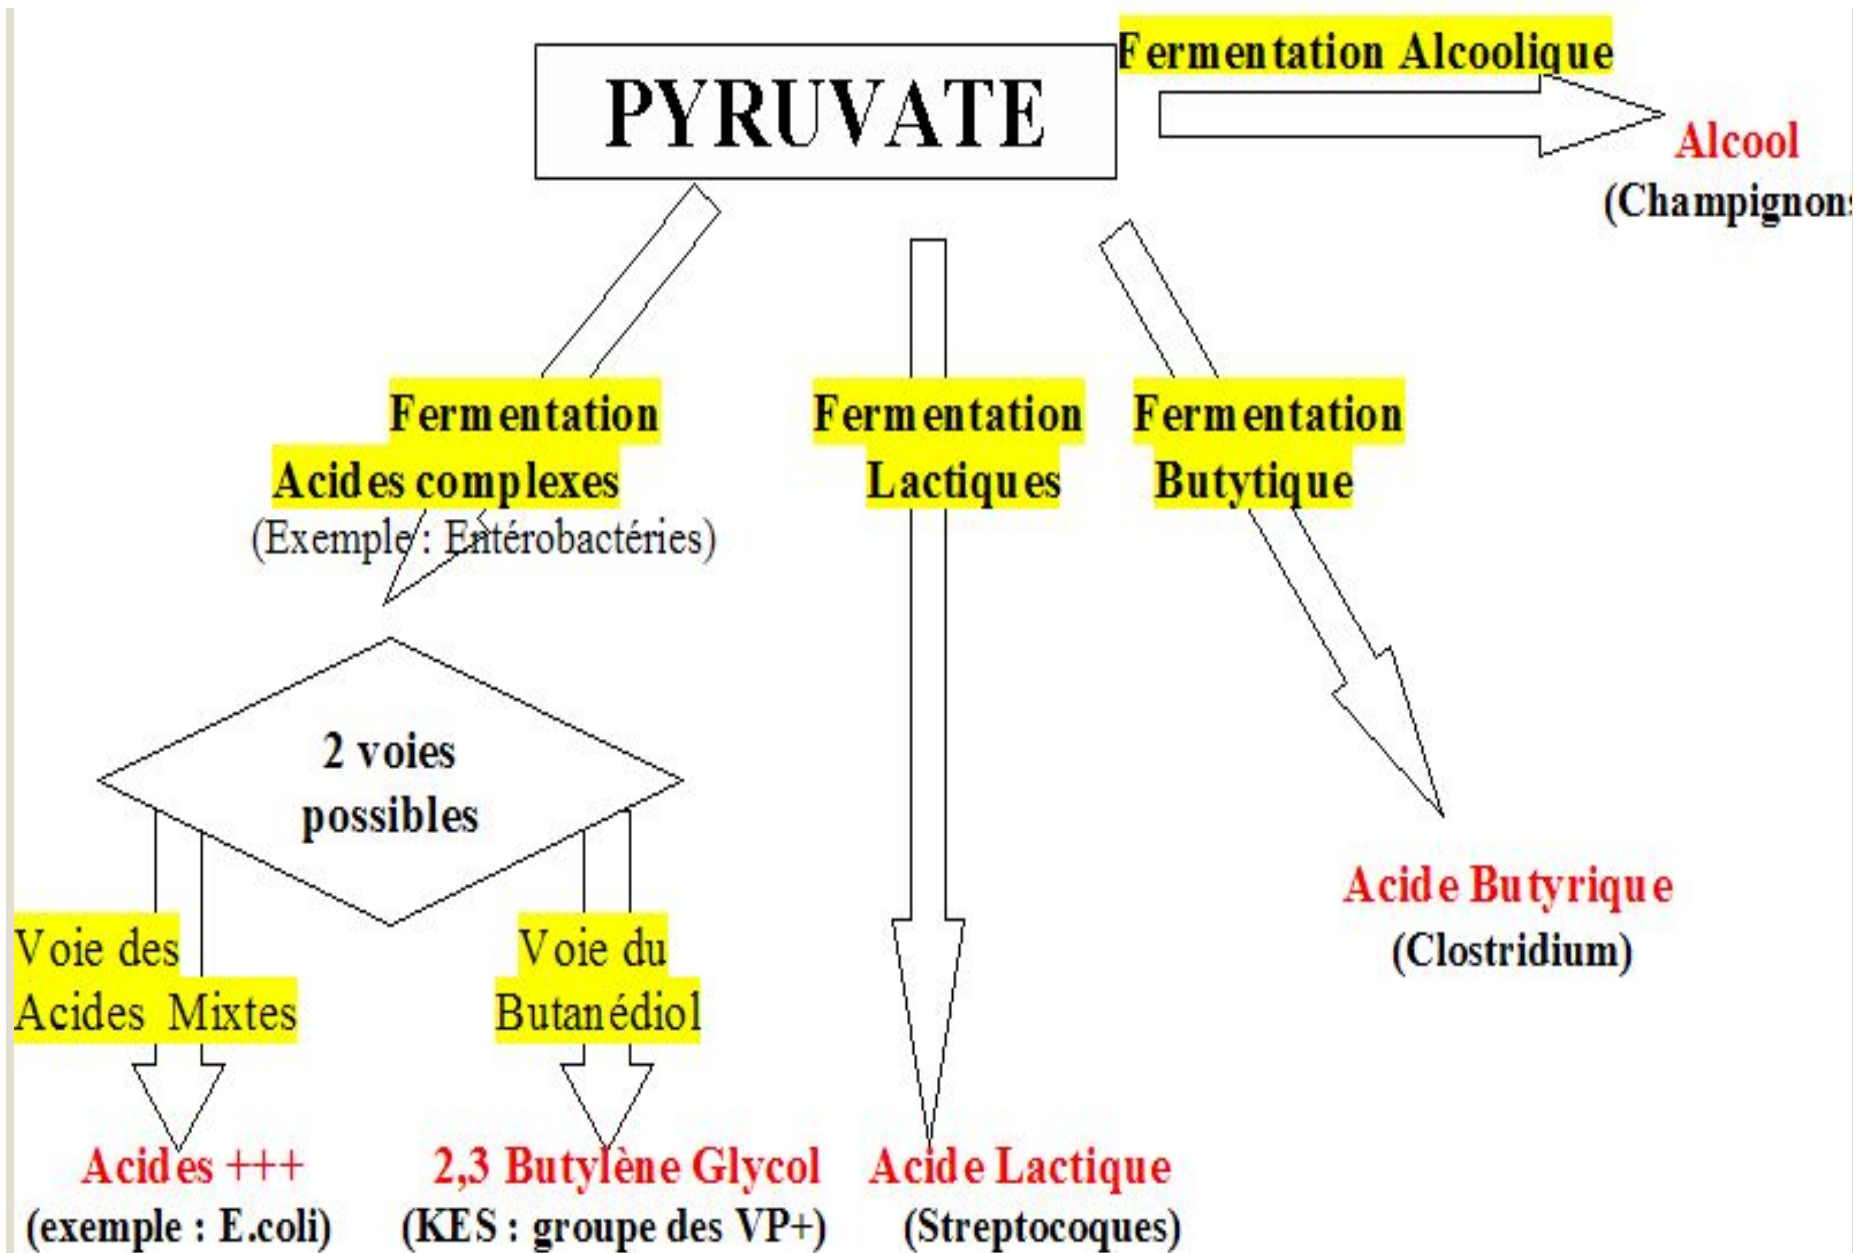 Fermentation Alcoolique
PYRUVATE
Alcool
(Champignons
Fermentation
Acides complexes
(Exemple : Entérobactéries)
Fermentation
Lactiques
Fermentation
Butytique
2 voies
possibles
Voie des
Acides Mixtes
Voie du
Butanédiol
Acide Butyrique
(Clostridium)
Acides +++
(exemple : E.coli)
2,3 Butylène Glycol
(KES : groupe des VP+)
Acide Lactique
(Streptocoques)